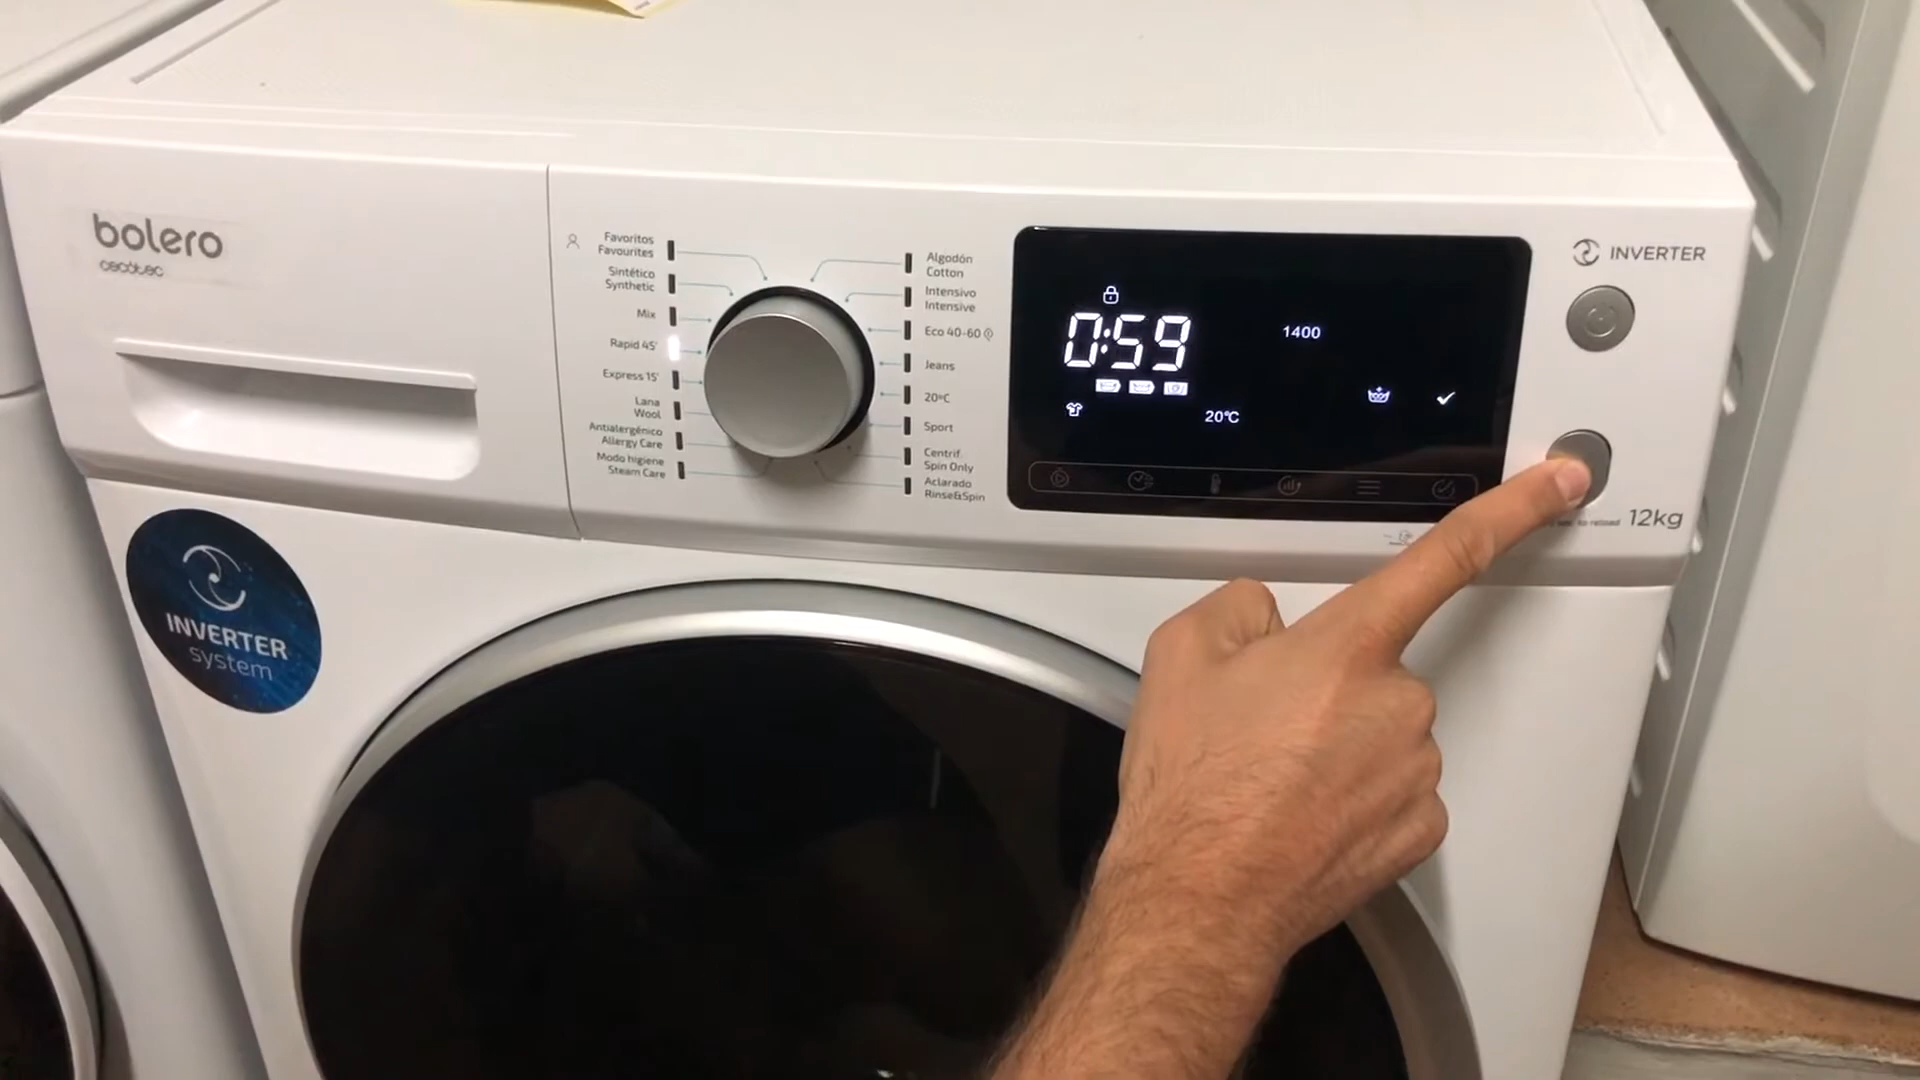 bolero
cecotec
Favoritos
Favourites
Sintético
Synthetic
Mix
Rapid 45'
Express 15'
Lana
Wool
Antialergénico
Allergy Care
Modo higiene
Steam Care
Algodón
Cotton
Intensivo
Intensive
Eco 40-60
Jeans
20ºC
Sport
Centrif.
Spin Only
Aclarado
Rinse&Spin
0:59
1400
20℃
INVERTER
to reload
12kg
INVERTER
system